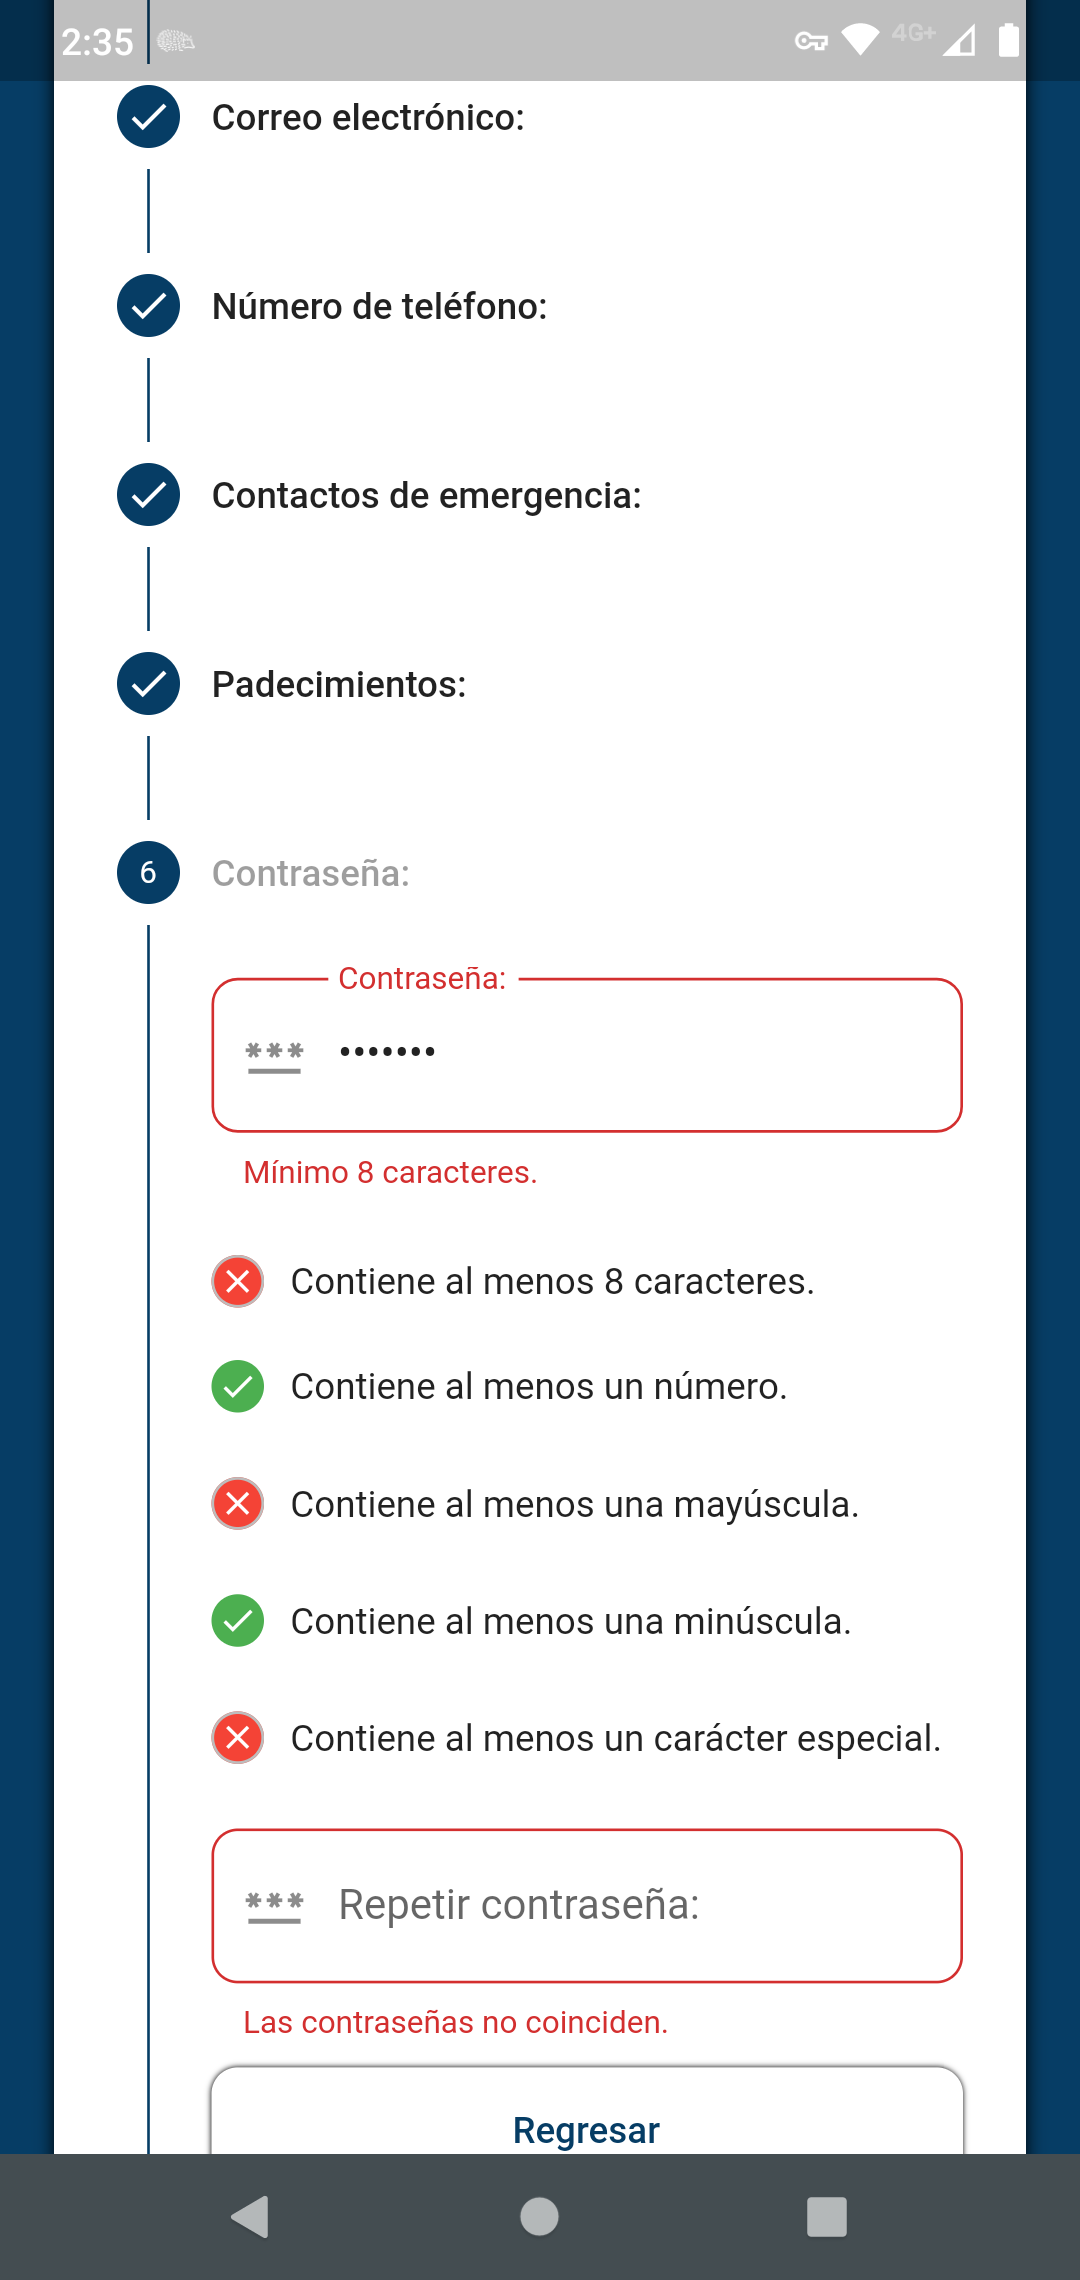 2:35
4G+
Correo electrónico:
Número de teléfono:
Contactos de emergencia:
Padecimientos:
6
Contraseña:
Contraseña:
*** •••••••
Mínimo 8 caracteres.
Contiene al menos 8 caracteres.
Contiene al menos un número.
Contiene al menos una mayúscula.
Contiene al menos una minúscula.
Contiene al menos un carácter especial.
*** Repetir contraseña:
Las contraseñas no coinciden.
Regresar